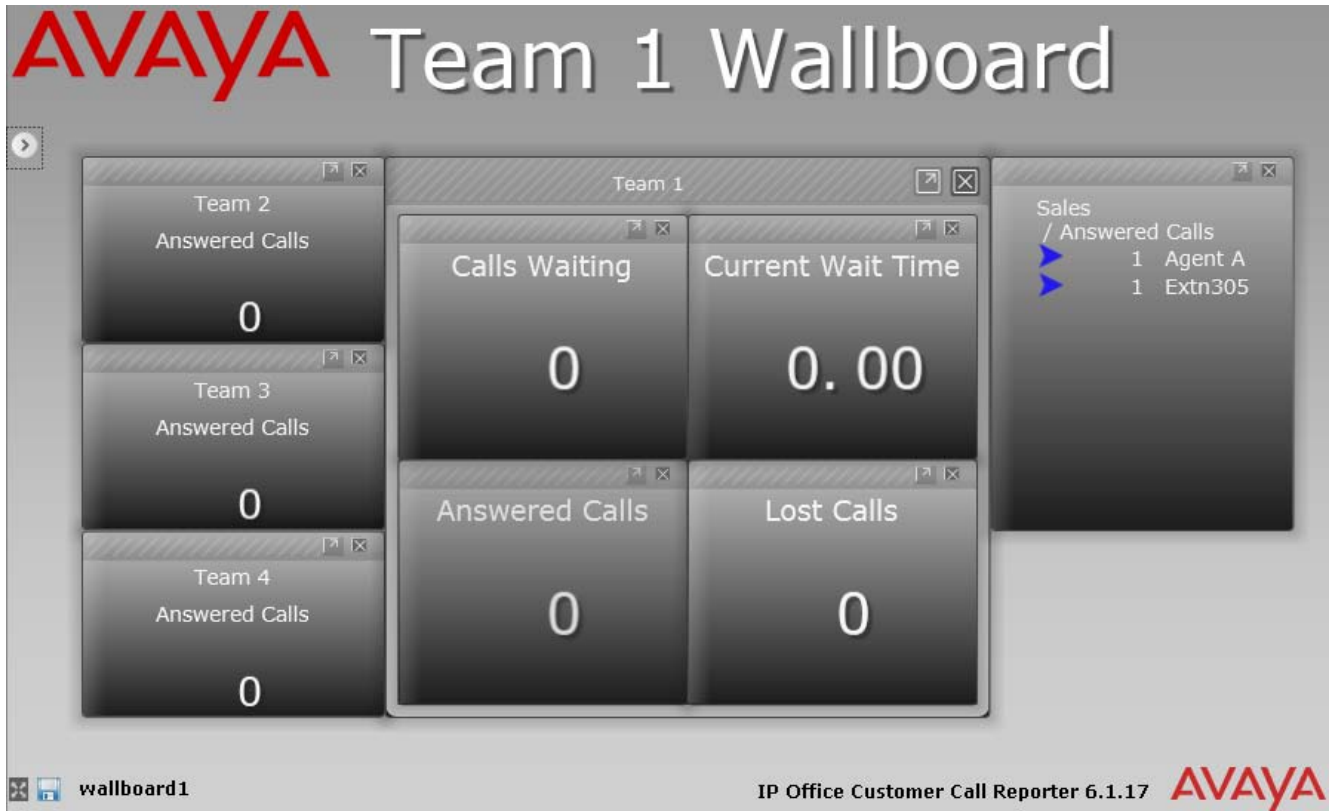 AVAYA Team 1 Wallboard
Team 2
Answered Calls
0
Team 3
Answered Calls
0
Team 4
Answered Calls
0
Team 1
Calls Waiting
0
Current Wait Time
0.00
Answered Calls
0
Lost Calls
0
Sales
/ Answered Calls
1 Agent A
1 Extn305
wallboard1
IP Office Customer Call Reporter 6.1.17 AVAYA